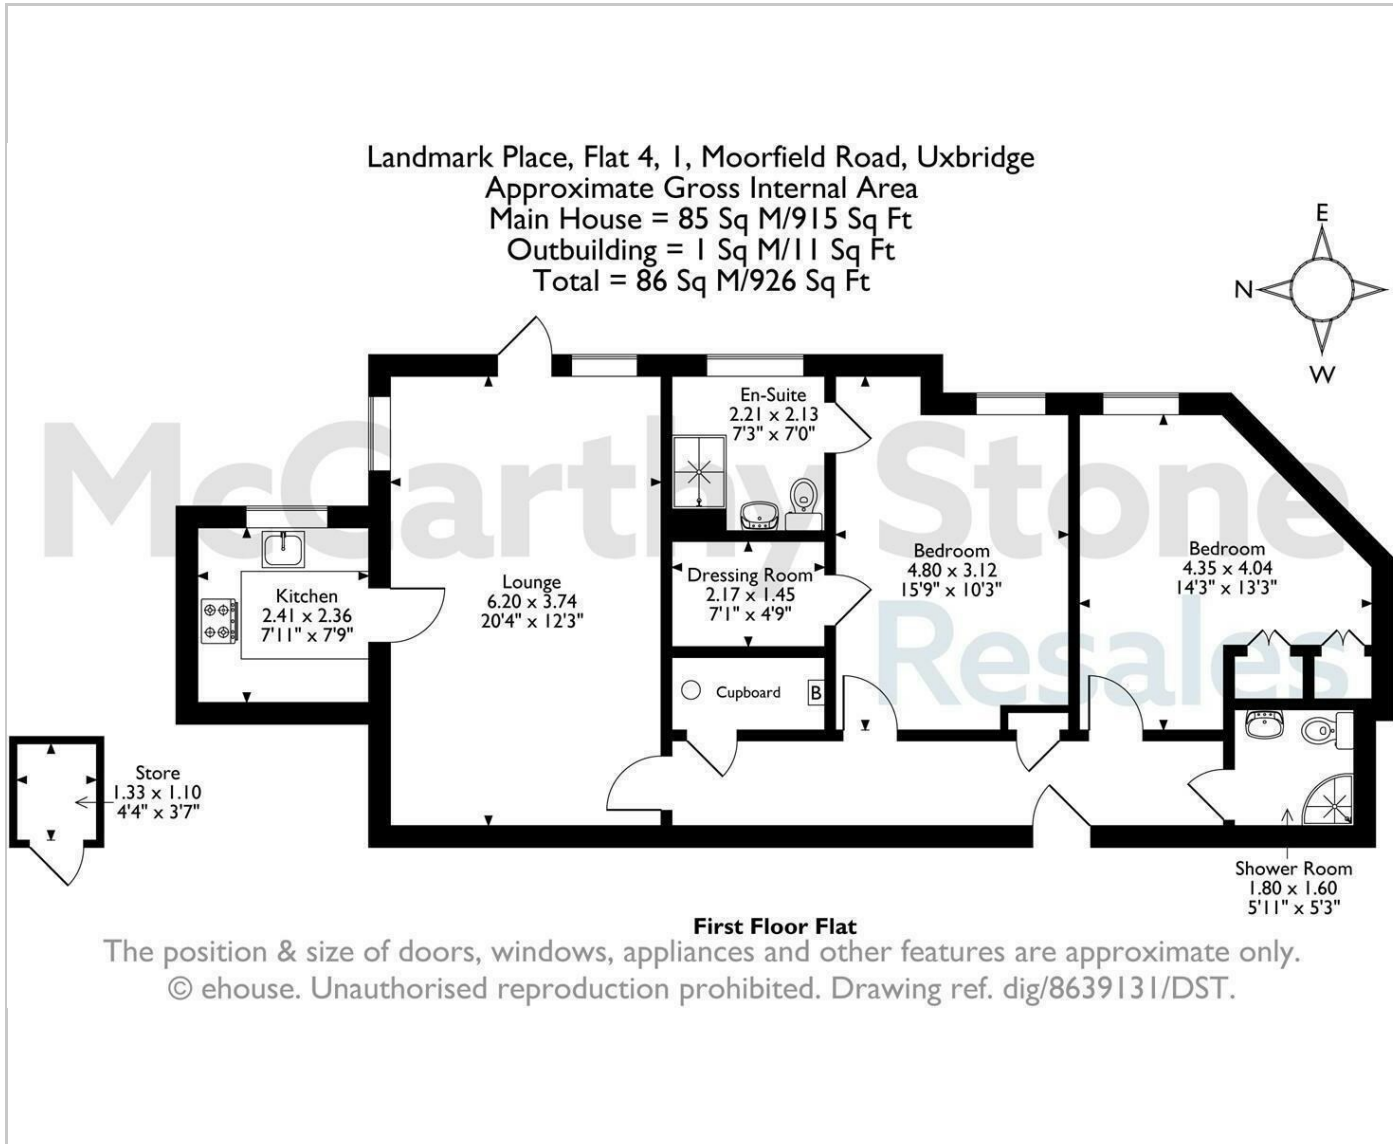 Landmark Place, Flat 4, 1, Moorfield Road, Uxbridge
Approximate Gross Internal Area
Main House = 85 Sq M/915 Sq Ft
Outbuilding = 1 Sq M/11 Sq Ft
Total = 86 Sq M/926 Sq Ft
E
N
W
McCarthy Stone
Resales
En-Suite
2.21 x 2.13
7'3" x 7'0"
Kitchen
2.41 x 2.36
7'11" x 7'9"
Lounge
6.20 x 3.74
20'4" x 12'3"
Dressing Room
2.17 x 1.45
7'1" x 4'9"
Bedroom
4.80 x 3.12
15'9" x 10'3"
Bedroom
4.35 x 4.04
14'3" x 13'3"
Cupboard
B
Store
1.33 x 1.10
4'4" x 3'7"
Shower Room
1.80 x 1.60
5'11" x 5'3"
First Floor Flat
The position & size of doors, windows, appliances and other features are approximate only.
© ehouse. Unauthorised reproduction prohibited. Drawing ref. dig/8639131/DST.